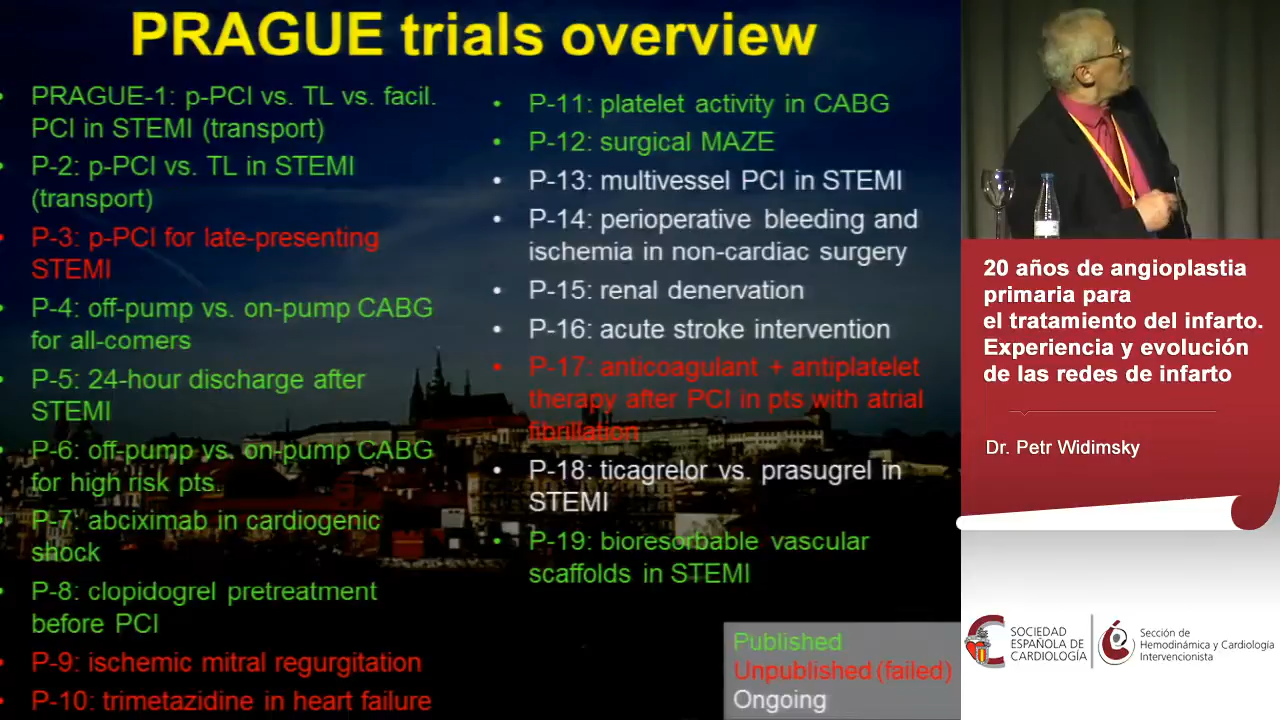 PRAGUE trials overview
• PRAGUE-1: p-PCI vs. TL vs. facil.
PCI in STEMI (transport)
• P-2: p-PCI vs. TL in STEMI
(transport)
• P-3: p-PCI for late-presenting
STEMI
• P-4: off-pump vs. on-pump CABG
for all-comers
• P-5: 24-hour discharge after
STEMI
• P-6: off-pump vs. on-pump CABG
for high risk pts.
• P-7: abciximab in cardiogenic
shock
• P-8: clopidogrel pretreatment
before PCI
• P-9: ischemic mitral regurgitation
• P-10: trimetazidine in heart failure
• P-11: platelet activity in CABG
• P-12: surgical MAZE
• P-13: multivessel PCI in STEMI
• P-14: perioperative bleeding and
ischemia in non-cardiac surgery
• P-15: renal denervation
• P-16: acute stroke intervention
• P-17: anticoagulant + antiplatelet
therapy after PCI in pts with atrial
fibrillation
• P-18: ticagrelor vs. prasugrel in
STEMI
• P-19: bioresorbable vascular
scaffolds in STEMI
Published
Unpublished (failed)
Ongoing
20 años de angioplastia
primaria para
el tratamiento del infarto.
Experiencia y evolución
de las redes de infarto
Dr. Petr Widimsky
SOCIEDAD
ESPAÑOLA DE
CARDIOLOGÍA
Sección de
Hemodinámica y Cardiología
Intervencionista